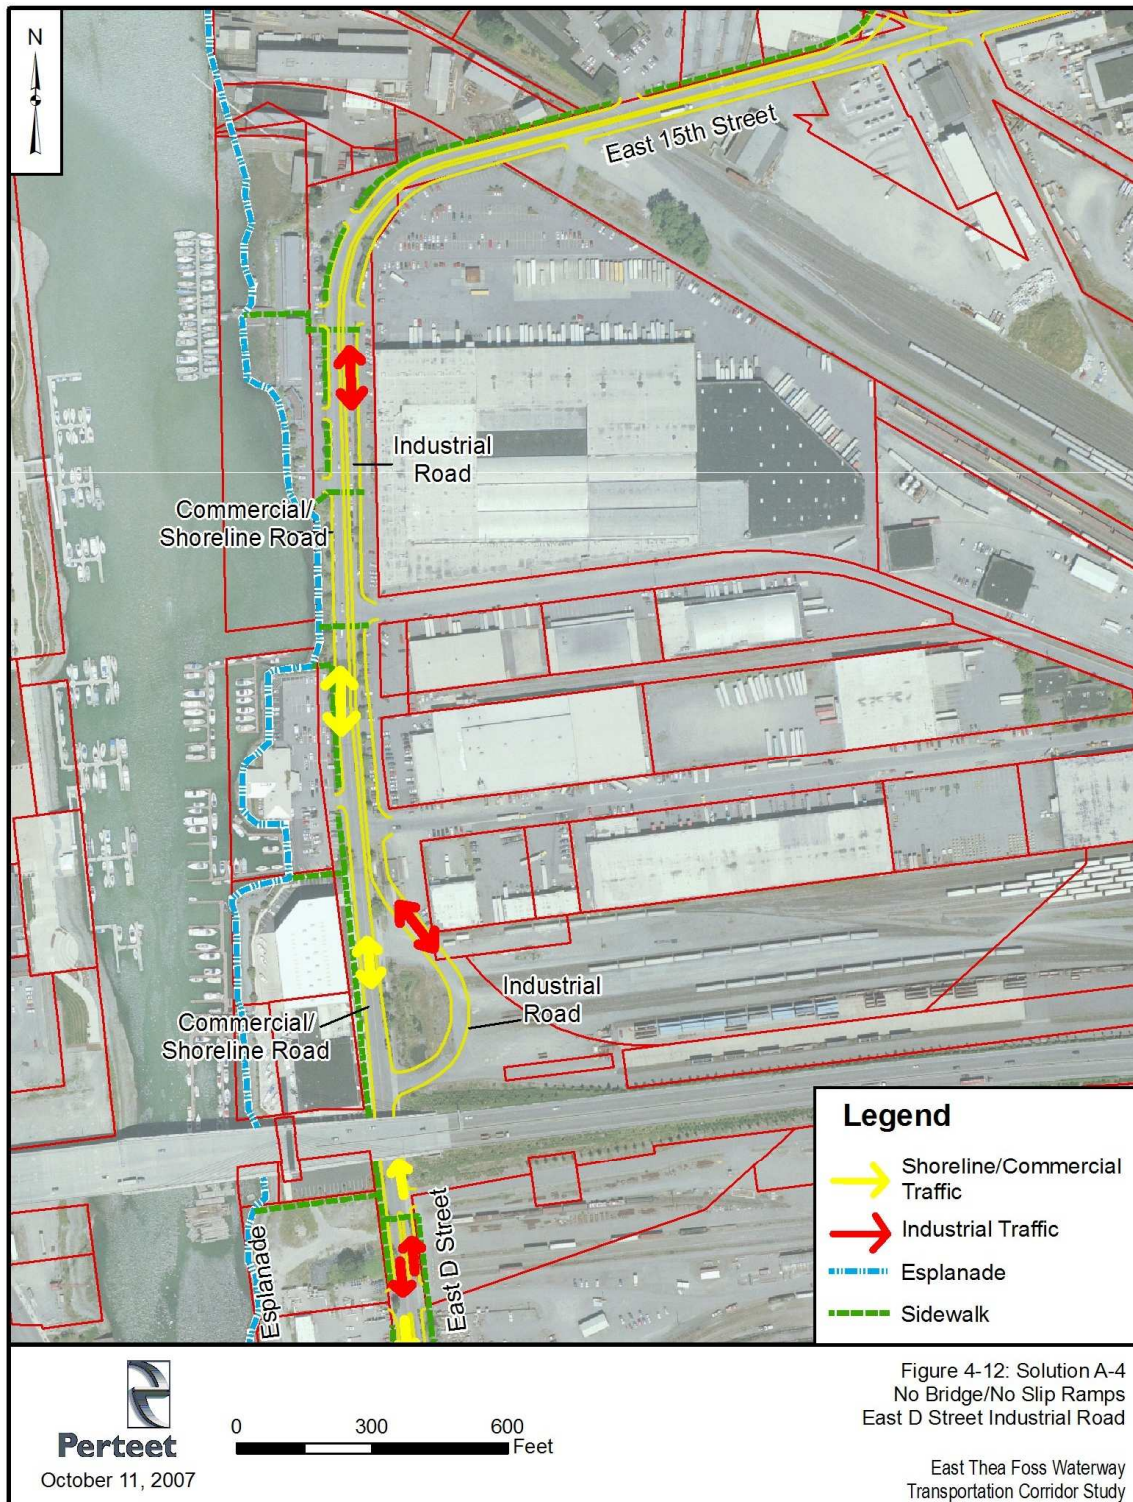 N
East 15th Street
Industrial
Road
Commercial/
Shoreline Road
Industrial
Road
Commercial/
Shoreline Road
Esplanade
East D Street
Legend
Shoreline/Commercial
Traffic
Industrial Traffic
Esplanade
Sidewalk
Perteet
October 11, 2007
0 300 600
Feet
Figure 4-12: Solution A-4
No Bridge/No Slip Ramps
East D Street Industrial Road
East Thea Foss Waterway
Transportation Corridor Study